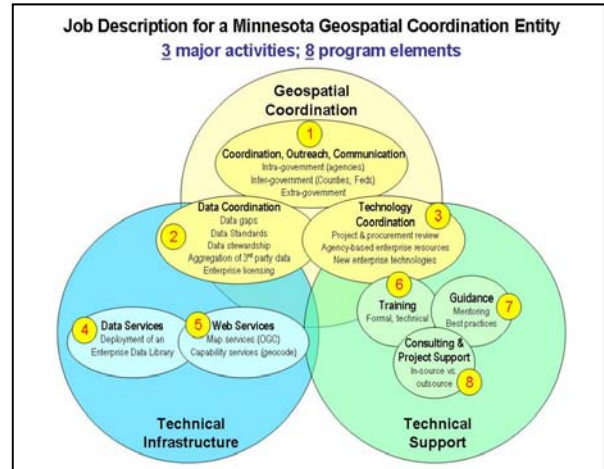 Job Description for a Minnesota Geospatial Coordination Entity
3 major activities; 8 program elements
Geospatial
Coordination
1
Coordination, Outreach, Communication
Intra-government (agencies)
Inter-government (Counties, Feds)
Extra-government
2
Data Coordination
Data gaps
Data Standards
Data stewardship
Aggregation of 3rd party data
Enterprise licensing
3
Technology
Coordination
Project & procurement review
Agency-based enterprise resources
New enterprise technologies
4
Data Services
Deployment of an
Enterprise Data Library
5
Web Services
Map services (OGC)
Capability services (geocode)
6
Training
Formal, technical
7
Guidance
Mentoring
Best practices
Consulting &
Project Support
In-source vs.
outsource
8
Technical
Infrastructure
Technical
Support